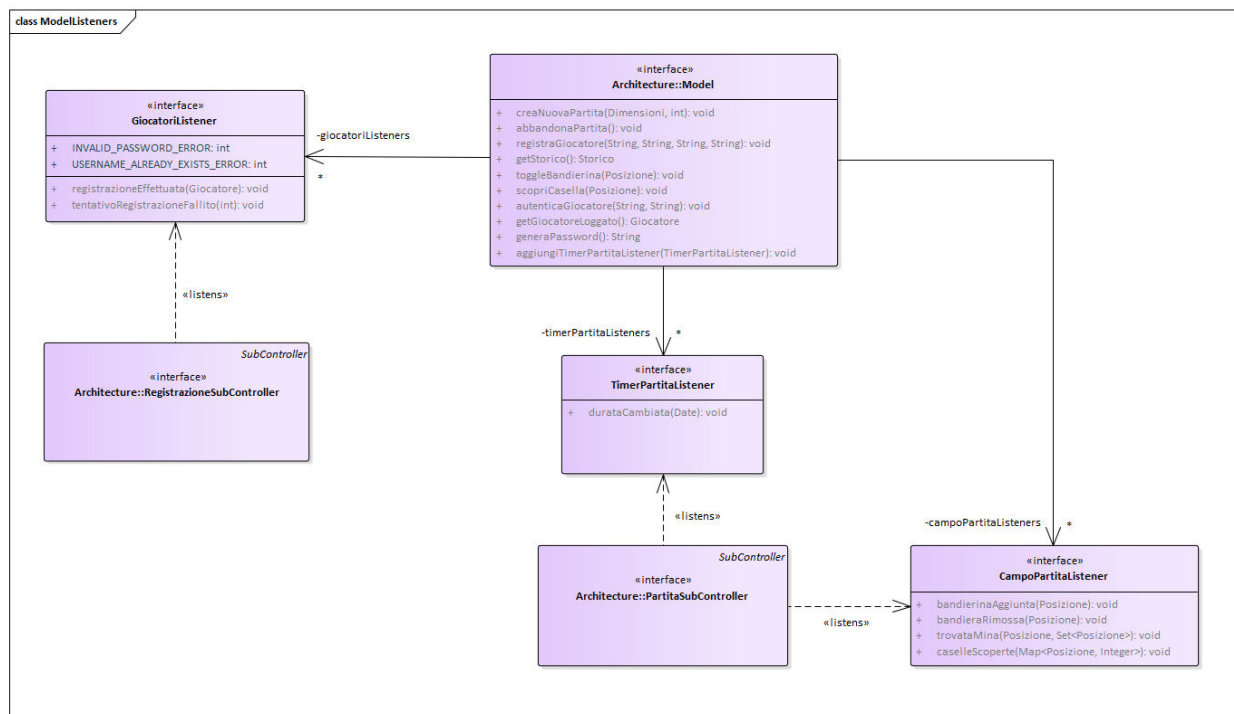 class ModelListeners
«interface»
GiocatoriListener
+ INVALID_PASSWORD_ERROR: int
+ USERNAME_ALREADY_EXISTS_ERROR: int
+ registrazioneEffettuata(Giocatore): void
+ tentativoRegistrazioneFallito(int): void
-giocatoriListeners
*
«interface»
Architecture::Model
+ creaNuovaPartita(Dimensioni, int): void
+ abbandonaPartita(): void
+ registraGiocatore(String, String, String, String): void
+ getStorico(): Storico
+ toggleBandierina(Posizione): void
+ scopriCasella(Posizione): void
+ autenticaGiocatore(String, String): void
+ getGiocatoreLoggato(): Giocatore
+ generaPassword(): String
+ aggiungiTimerPartitaListener(TimerPartitaListener): void
«listens»
SubController
«interface»
Architecture::RegistrazioneSubController
-timerPartitaListeners
*
«interface»
TimerPartitaListener
+ durataCambiata(Date): void
«listens»
SubController
«interface»
Architecture::PartitaSubController
«listens»
-campoPartitaListeners
*
«interface»
CampoPartitaListener
+ bandierinaAggiunta(Posizione): void
+ bandieraRimossa(Posizione): void
+ trovataMina(Posizione, Set<Posizione>): void
+ caselleScoperte(Map<Posizione, Integer>): void